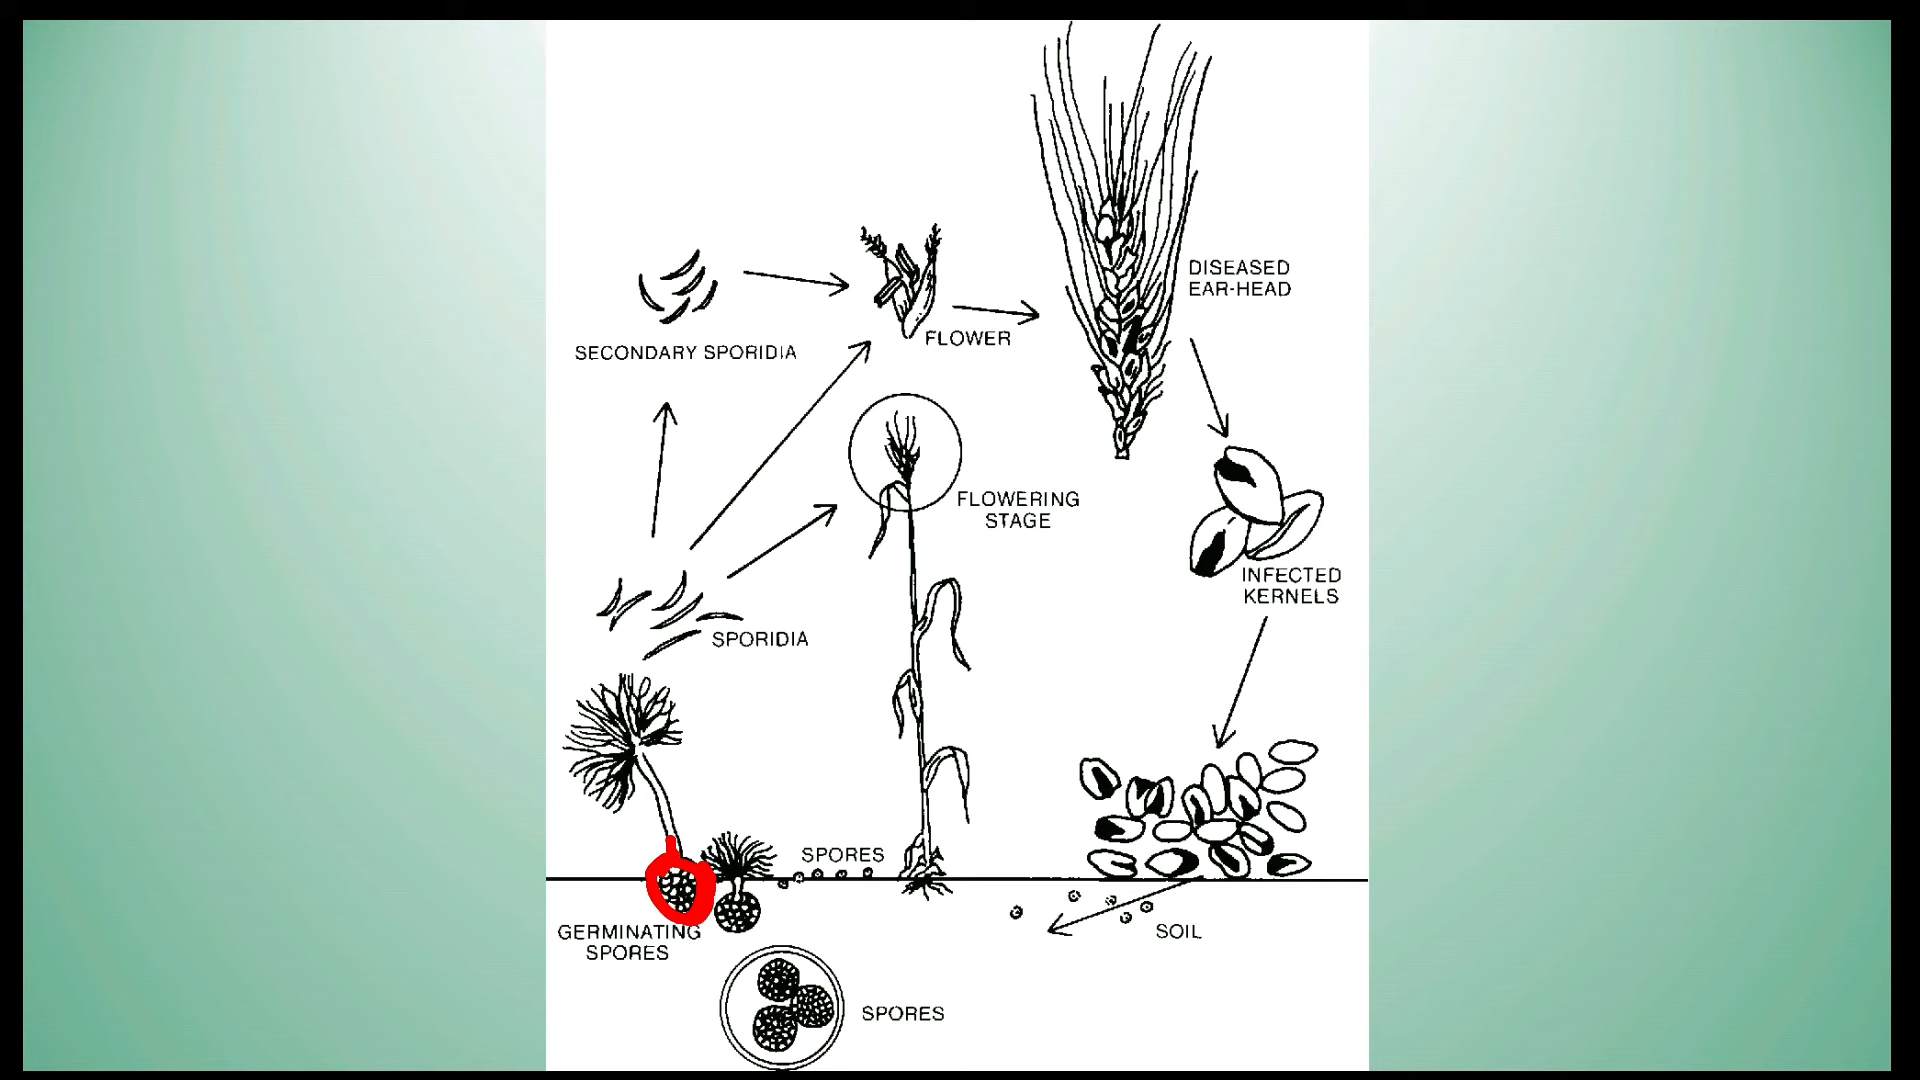 DISEASED
EAR-HEAD
FLOWER
SECONDARY SPORIDIA
FLOWERING
STAGE
INFECTED
KERNELS
SPORIDIA
SPORES
GERMINATING
SPORES
SOIL
SPORES